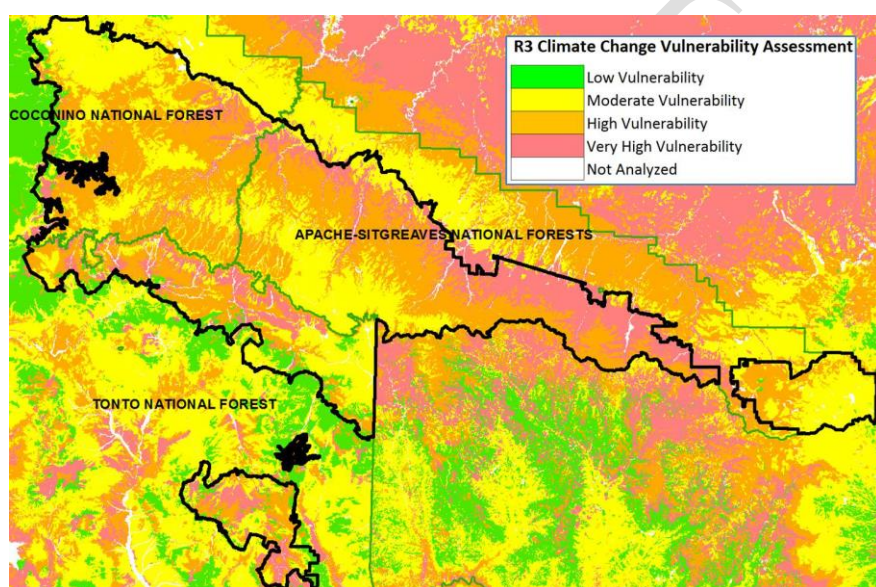 R3 Climate Change Vulnerability Assessment
Low Vulnerability
Moderate Vulnerability
High Vulnerability
Very High Vulnerability
Not Analyzed
COCONINO NATIONAL FOREST
APACHE-SITGREAVES NATIONAL FORESTS
TONTO NATIONAL FOREST